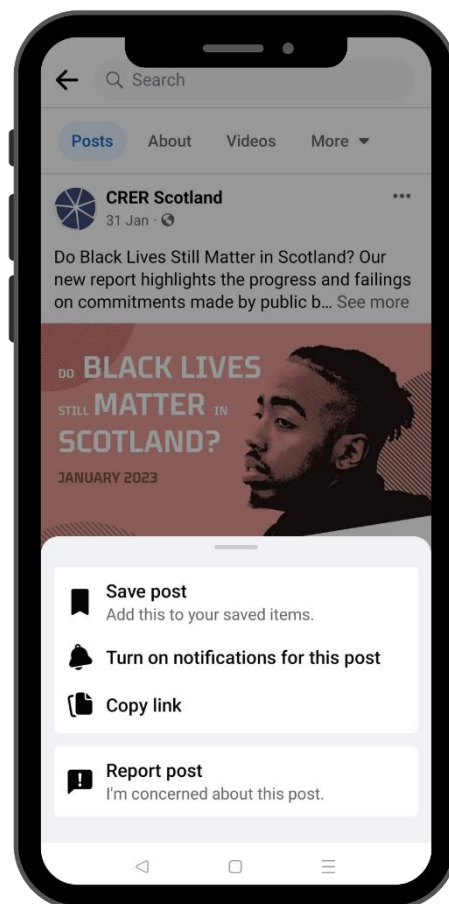 Search
Posts About Videos More
CRER Scotland
31 Jan ·
Do Black Lives Still Matter in Scotland? Our
new report highlights the progress and failings
on commitments made by public b... See more
DO BLACK LIVES
STILL MATTER IN
SCOTLAND?
JANUARY 2023
Save post
Add this to your saved items.
Turn on notifications for this post
Copy link
Report post
I'm concerned about this post.